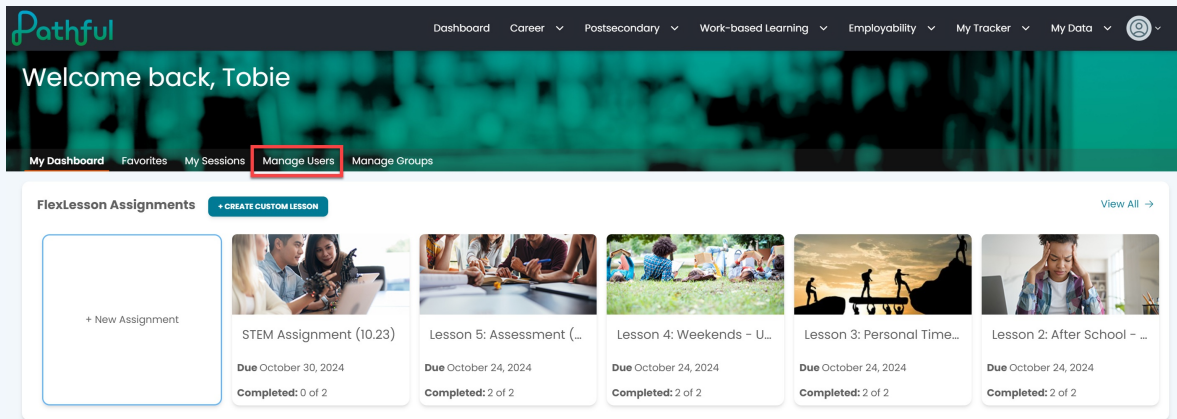 Pathful
Dashboard Career Postsecondary Work-based Learning Employability My Tracker My Data
Welcome back, Tobie
My Dashboard Favorites My Sessions Manage Users Manage Groups
FlexLesson Assignments + CREATE CUSTOM LESSON View All →
+ New Assignment
STEM Assignment (10.23)
Due October 30, 2024
Completed: 0 of 2
Lesson 5: Assessment (...
Due October 24, 2024
Completed: 2 of 2
Lesson 4: Weekends - U...
Due October 24, 2024
Completed: 2 of 2
Lesson 3: Personal Time...
Due October 24, 2024
Completed: 2 of 2
Lesson 2: After School - ...
Due October 24, 2024
Completed: 2 of 2